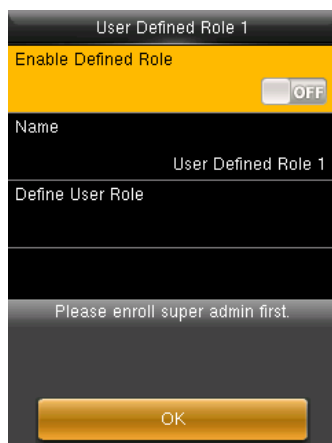 User Defined Role 1
Enable Defined Role
OFF
Name
User Defined Role 1
Define User Role
Please enroll super admin first.
OK